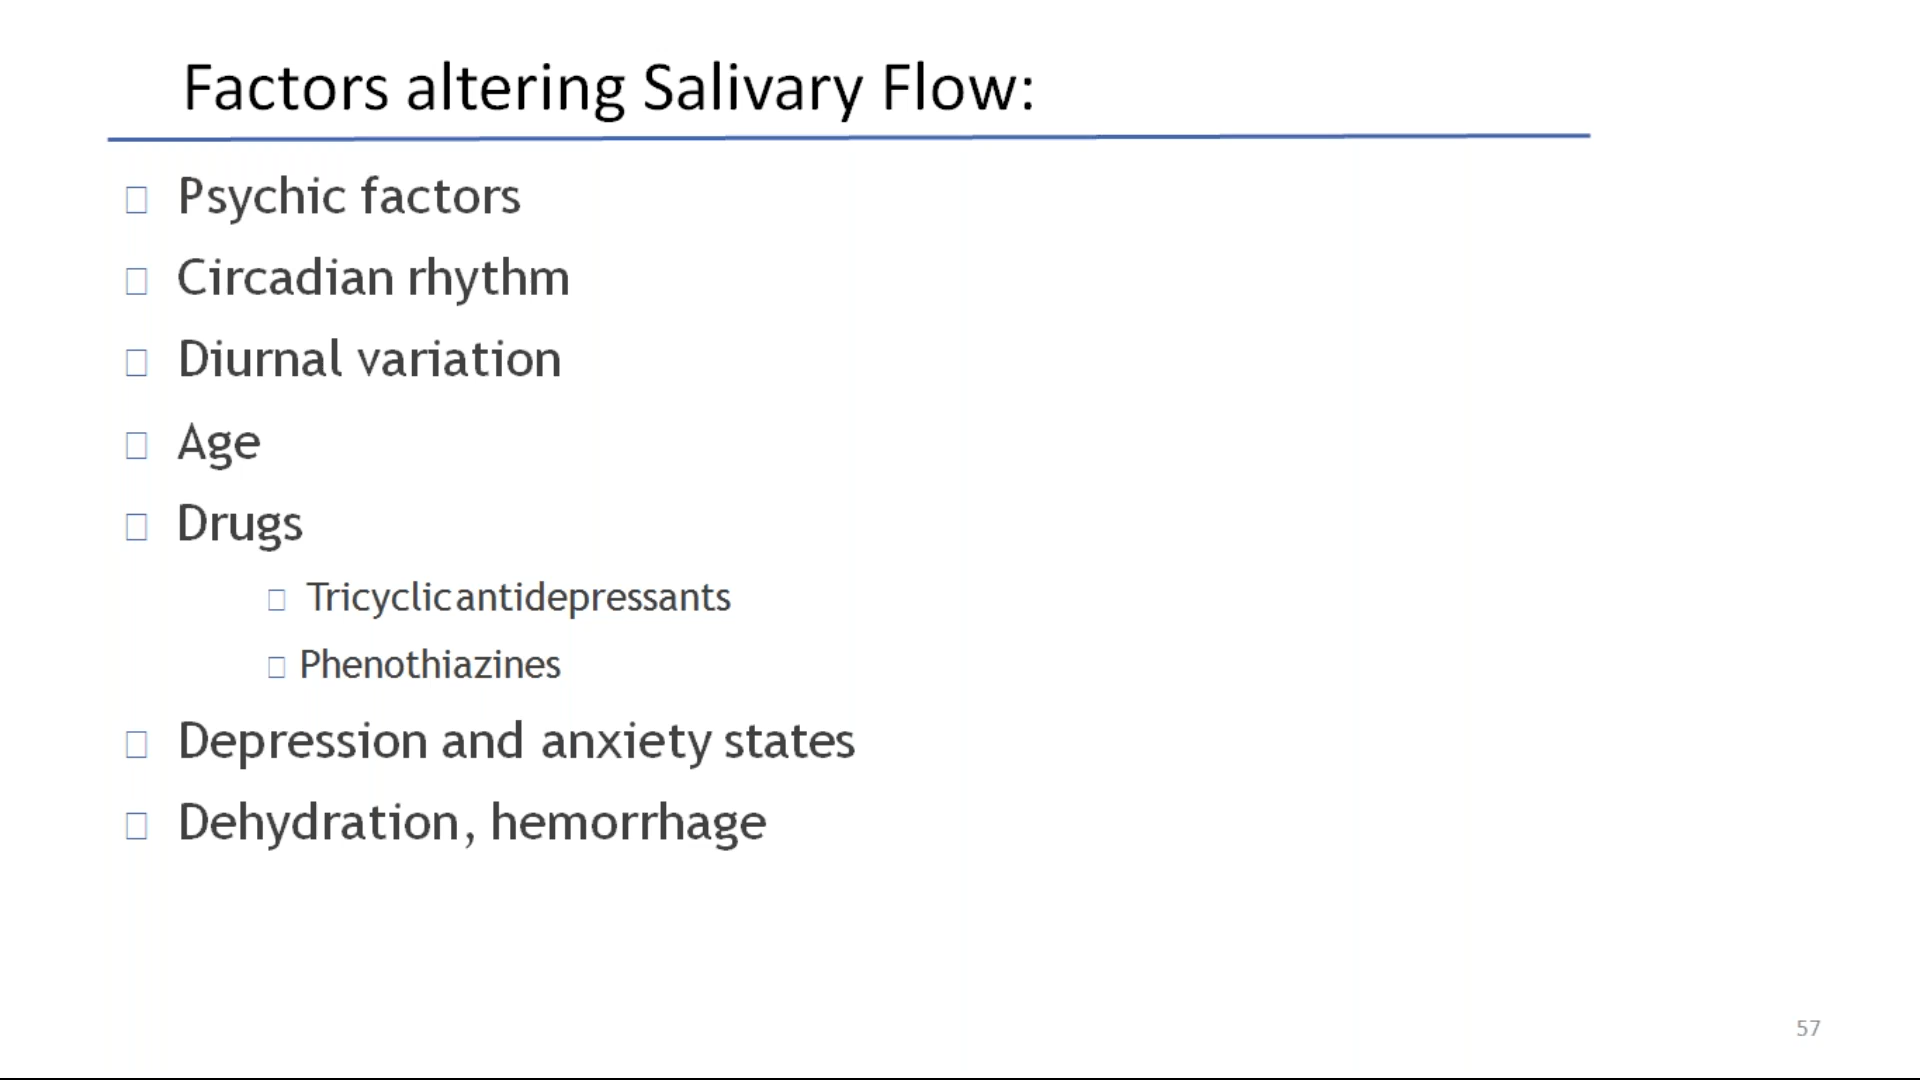 Factors altering Salivary Flow:
Psychic factors
Circadian rhythm
Diurnal variation
Age
Drugs
Tricyclic antidepressants
Phenothiazines
Depression and anxiety states
Dehydration, hemorrhage
57